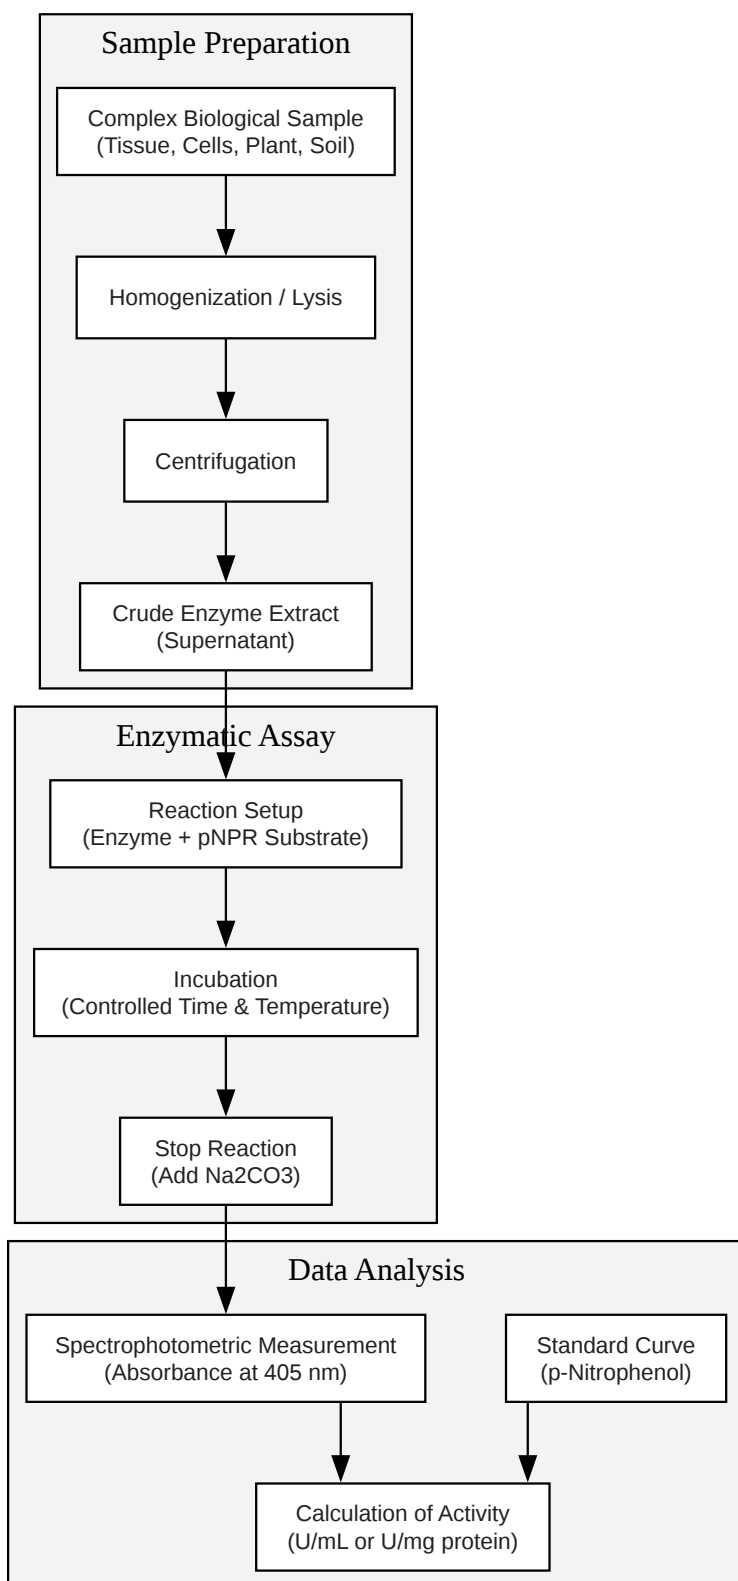 Sample Preparation
Complex Biological Sample
(Tissue, Cells, Plant, Soil)
Homogenization / Lysis
Centrifugation
Crude Enzyme Extract
(Supernatant)
Enzymatic Assay
Reaction Setup
(Enzyme + pNPR Substrate)
Incubation
(Controlled Time & Temperature)
Stop Reaction
(Add Na2CO3)
Data Analysis
Spectrophotometric Measurement
(Absorbance at 405 nm)
Standard Curve
(p-Nitrophenol)
Calculation of Activity
(U/mL or U/mg protein)